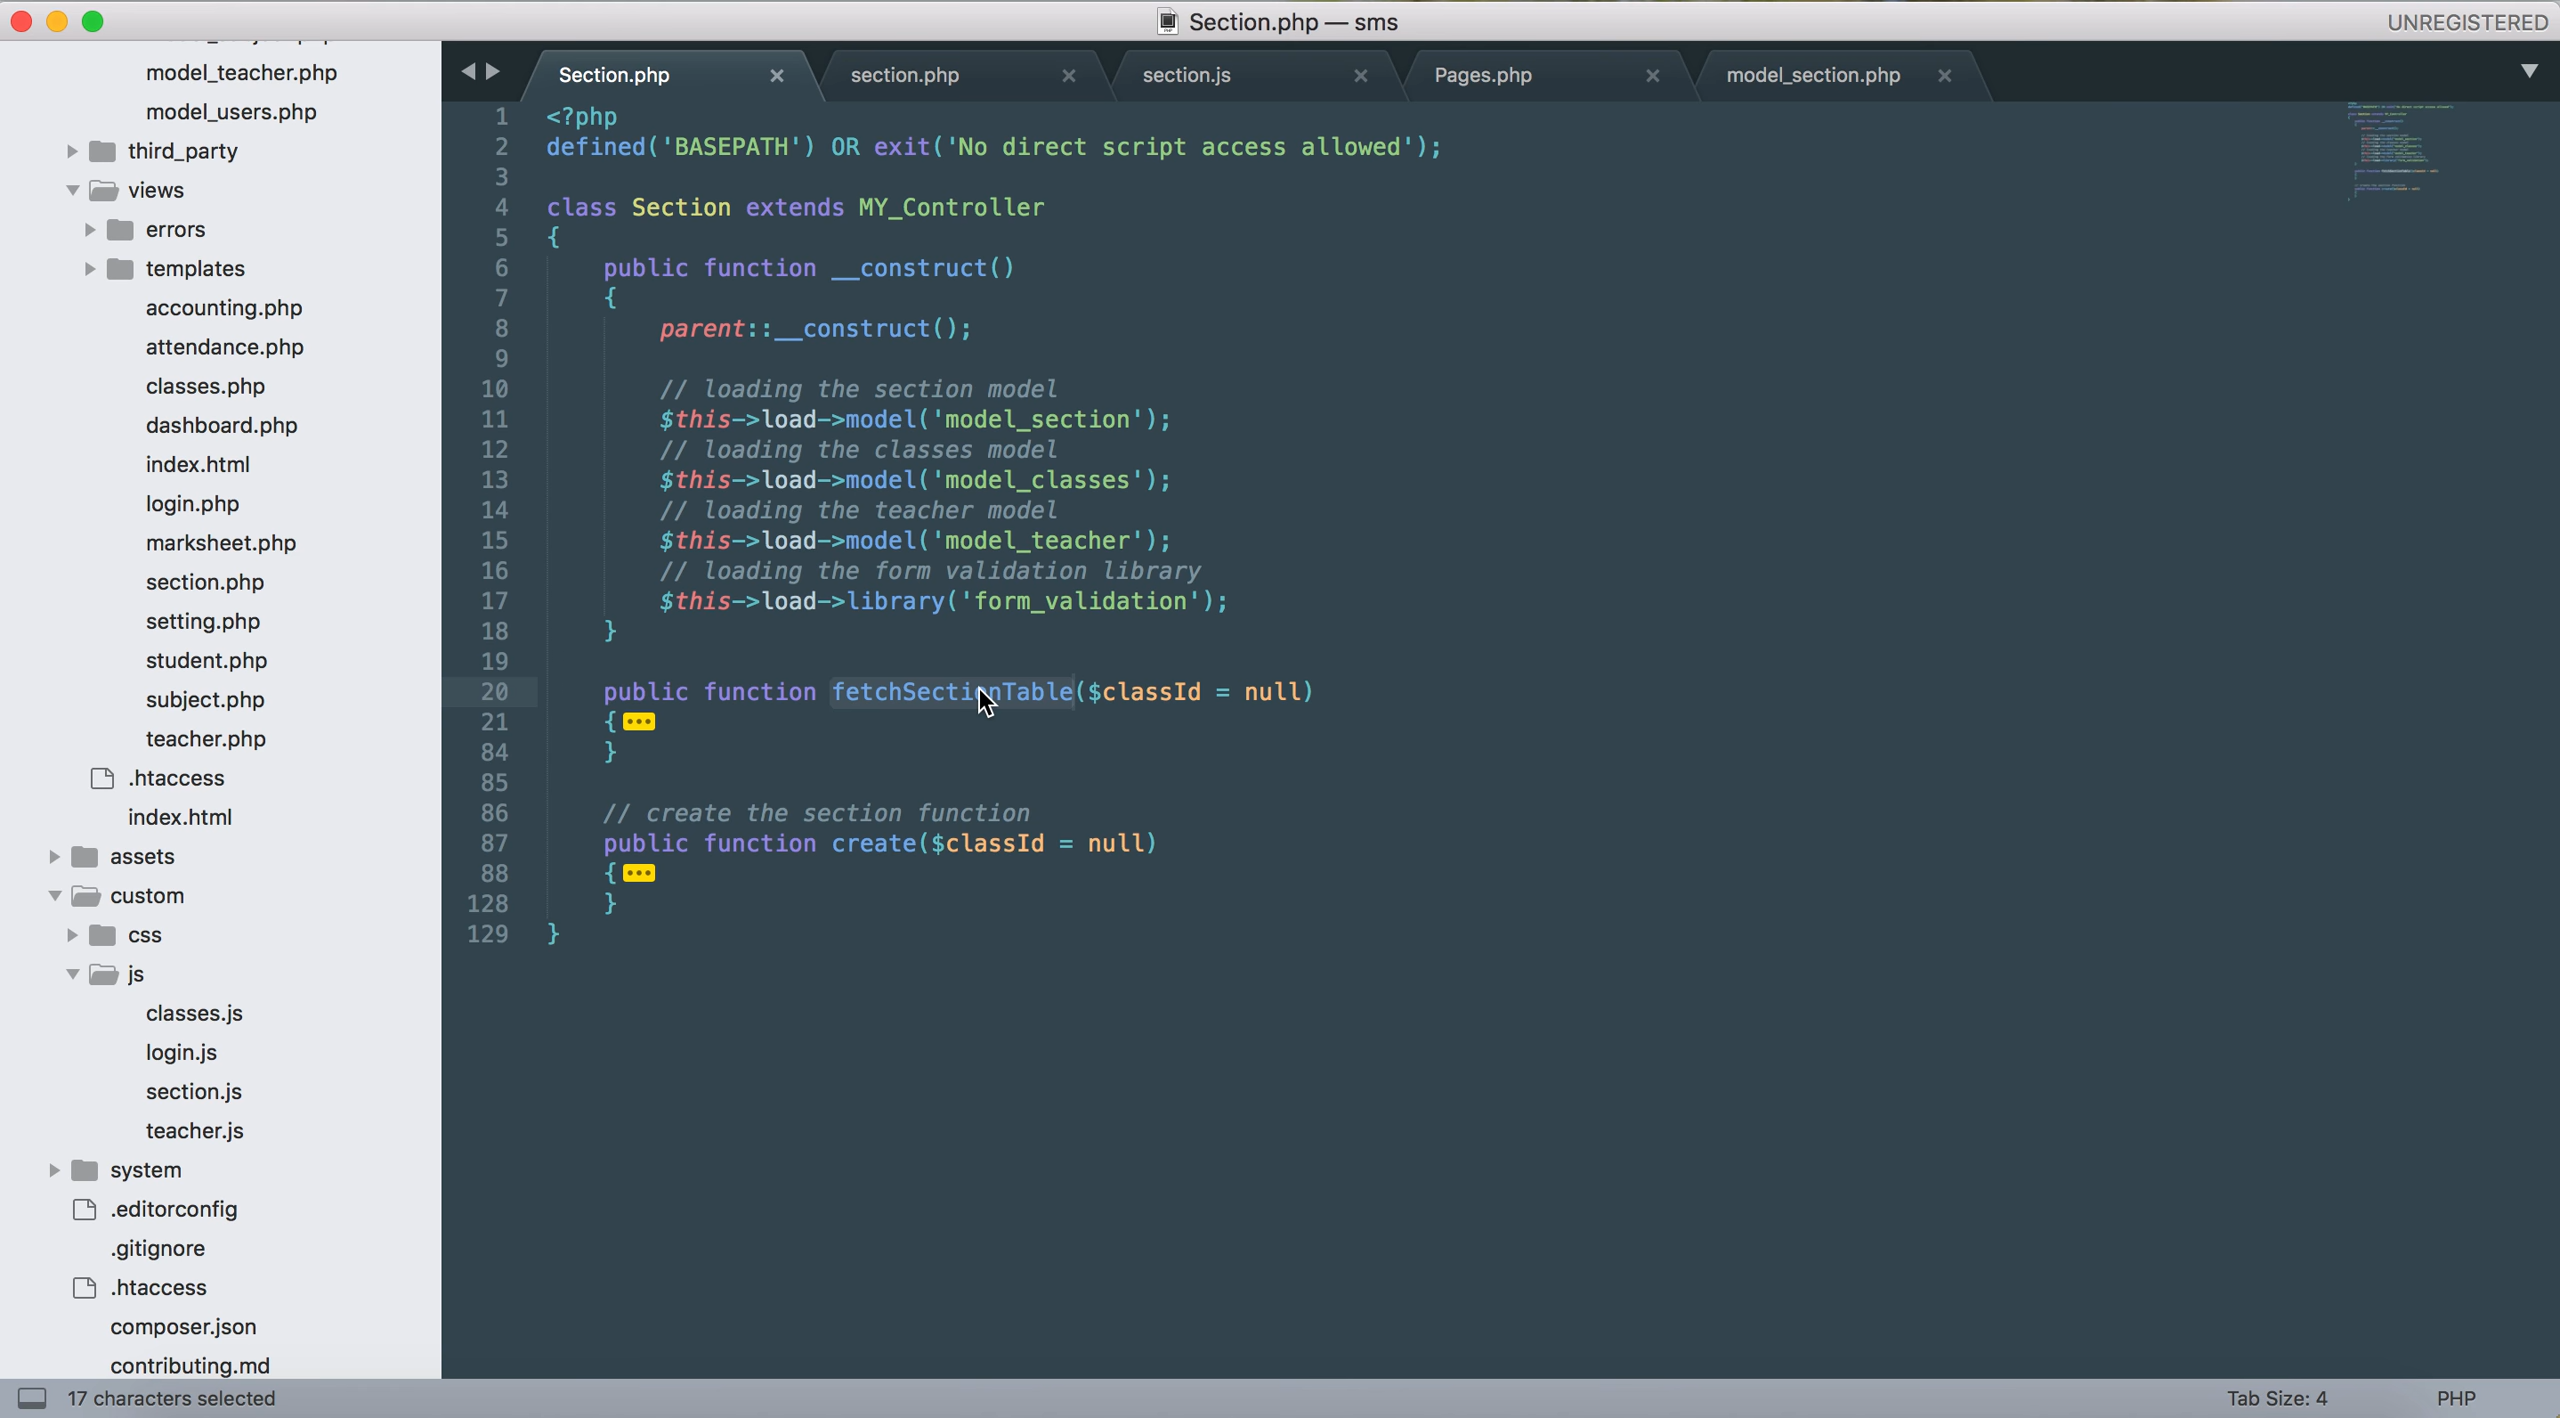 Section.php — sms
UNREGISTERED
model_teacher.php
model_users.php
third_party
views
errors
templates
accounting.php
attendance.php
classes.php
dashboard.php
index.html
login.php
marksheet.php
section.php
setting.php
student.php
subject.php
teacher.php
.htaccess
index.html
assets
custom
css
js
classes.js
login.js
section.js
teacher.js
system
.editorconfig
.gitignore
.htaccess
composer.json
contributing.md
Section.php
section.php
section.js
Pages.php
model_section.php
1 <?php
2 defined('BASEPATH') OR exit('No direct script access allowed');
3
4 class Section extends MY_Controller
5 {
6 public function __construct()
7 {
8 parent::__construct();
9
10 // loading the section model
11 $this->load->model('model_section');
12 // loading the classes model
13 $this->load->model('model_classes');
14 // loading the teacher model
15 $this->load->model('model_teacher');
16 // loading the form validation library
17 $this->load->library('form_validation');
18 }
19
20 public function fetchSectionTable($classId = null)
21 {
84 }
85
86 // create the section function
87 public function create($classId = null)
88 {
128 }
129 }
17 characters selected
Tab Size: 4
PHP